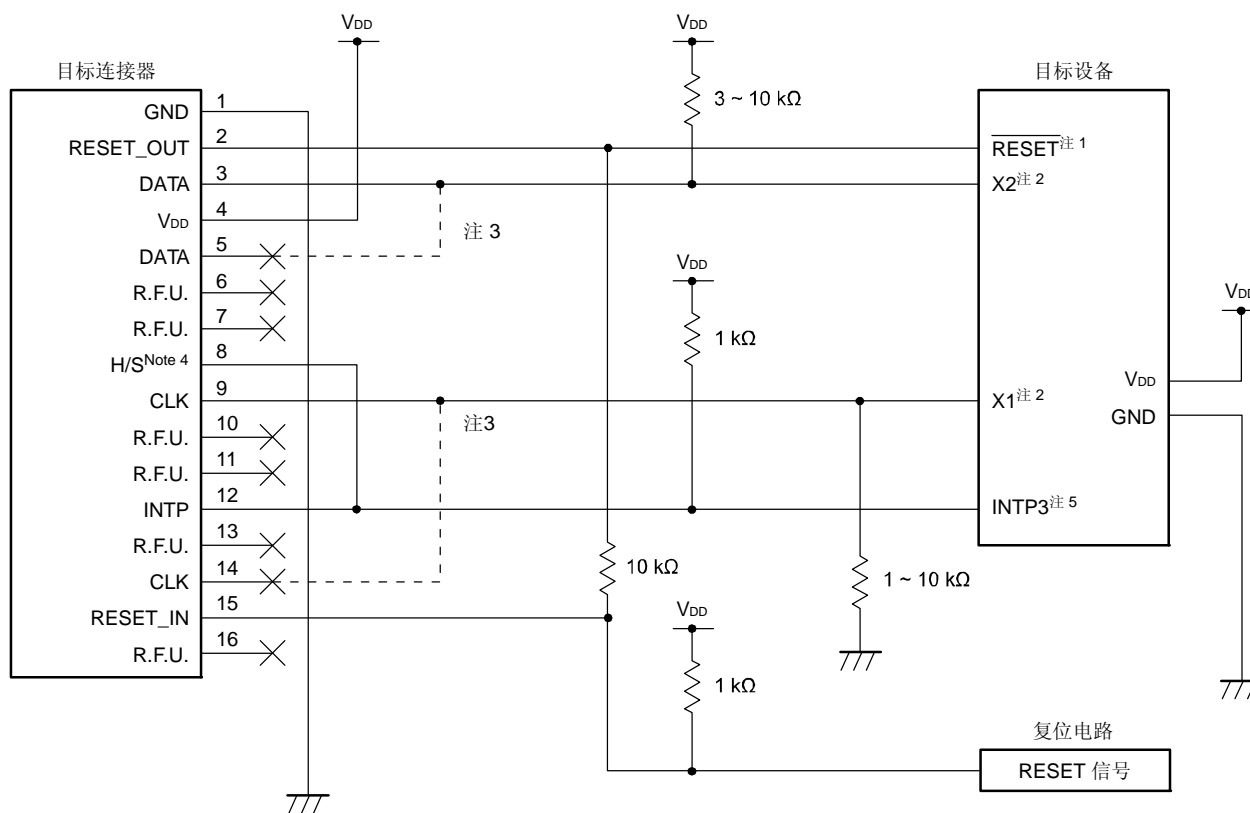 VDD
VDD
目标连接器
目标设备
GND 1
RESET_OUT 2
DATA 3
VDD 4
DATA 5
R.F.U. 6
R.F.U. 7
H/S Note 4 8
CLK 9
R.F.U. 10
R.F.U. 11
INTP 12
R.F.U. 13
CLK 14
RESET_IN 15
R.F.U. 16
3 ~ 10 kΩ
注 3
VDD
1 kΩ
注3
10 kΩ
1 ~ 10 kΩ
VDD
1 kΩ
RESET注 1
X2注 2
X1注 2
INTP3注 5
VDD
VDD
GND
复位电路
RESET 信号